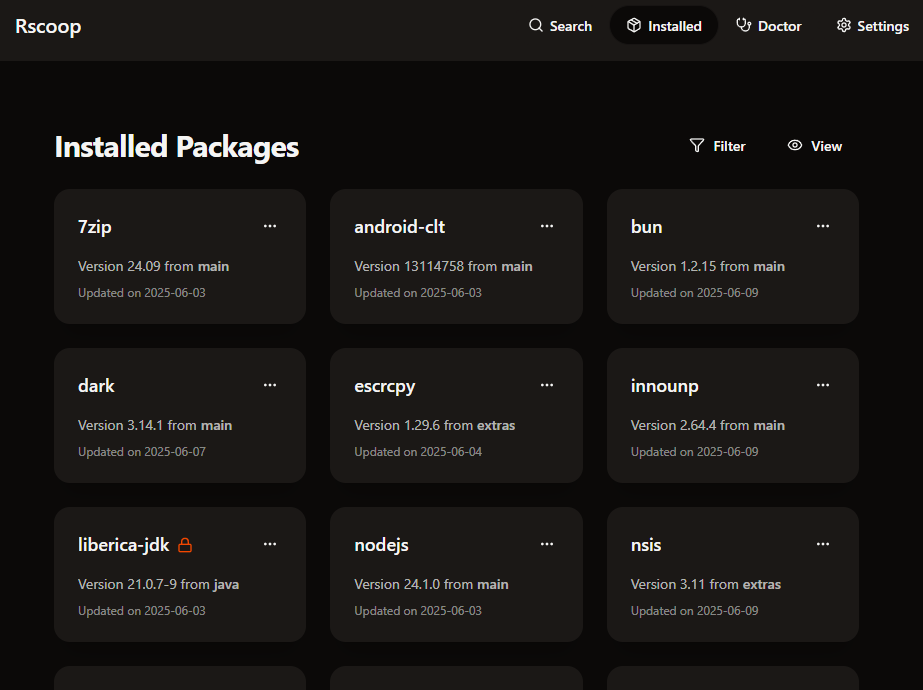 Rscoop
Search
Installed
Doctor
Settings
Installed Packages
Filter
View
7zip
Version 24.09 from main
Updated on 2025-06-03
android-clt
Version 13114758 from main
Updated on 2025-06-03
bun
Version 1.2.15 from main
Updated on 2025-06-09
dark
Version 3.14.1 from main
Updated on 2025-06-07
escrcpy
Version 1.29.6 from extras
Updated on 2025-06-04
innounp
Version 2.64.4 from main
Updated on 2025-06-09
liberica-jdk
Version 21.0.7-9 from java
Updated on 2025-06-03
nodejs
Version 24.1.0 from main
Updated on 2025-06-03
nsis
Version 3.11 from extras
Updated on 2025-06-09